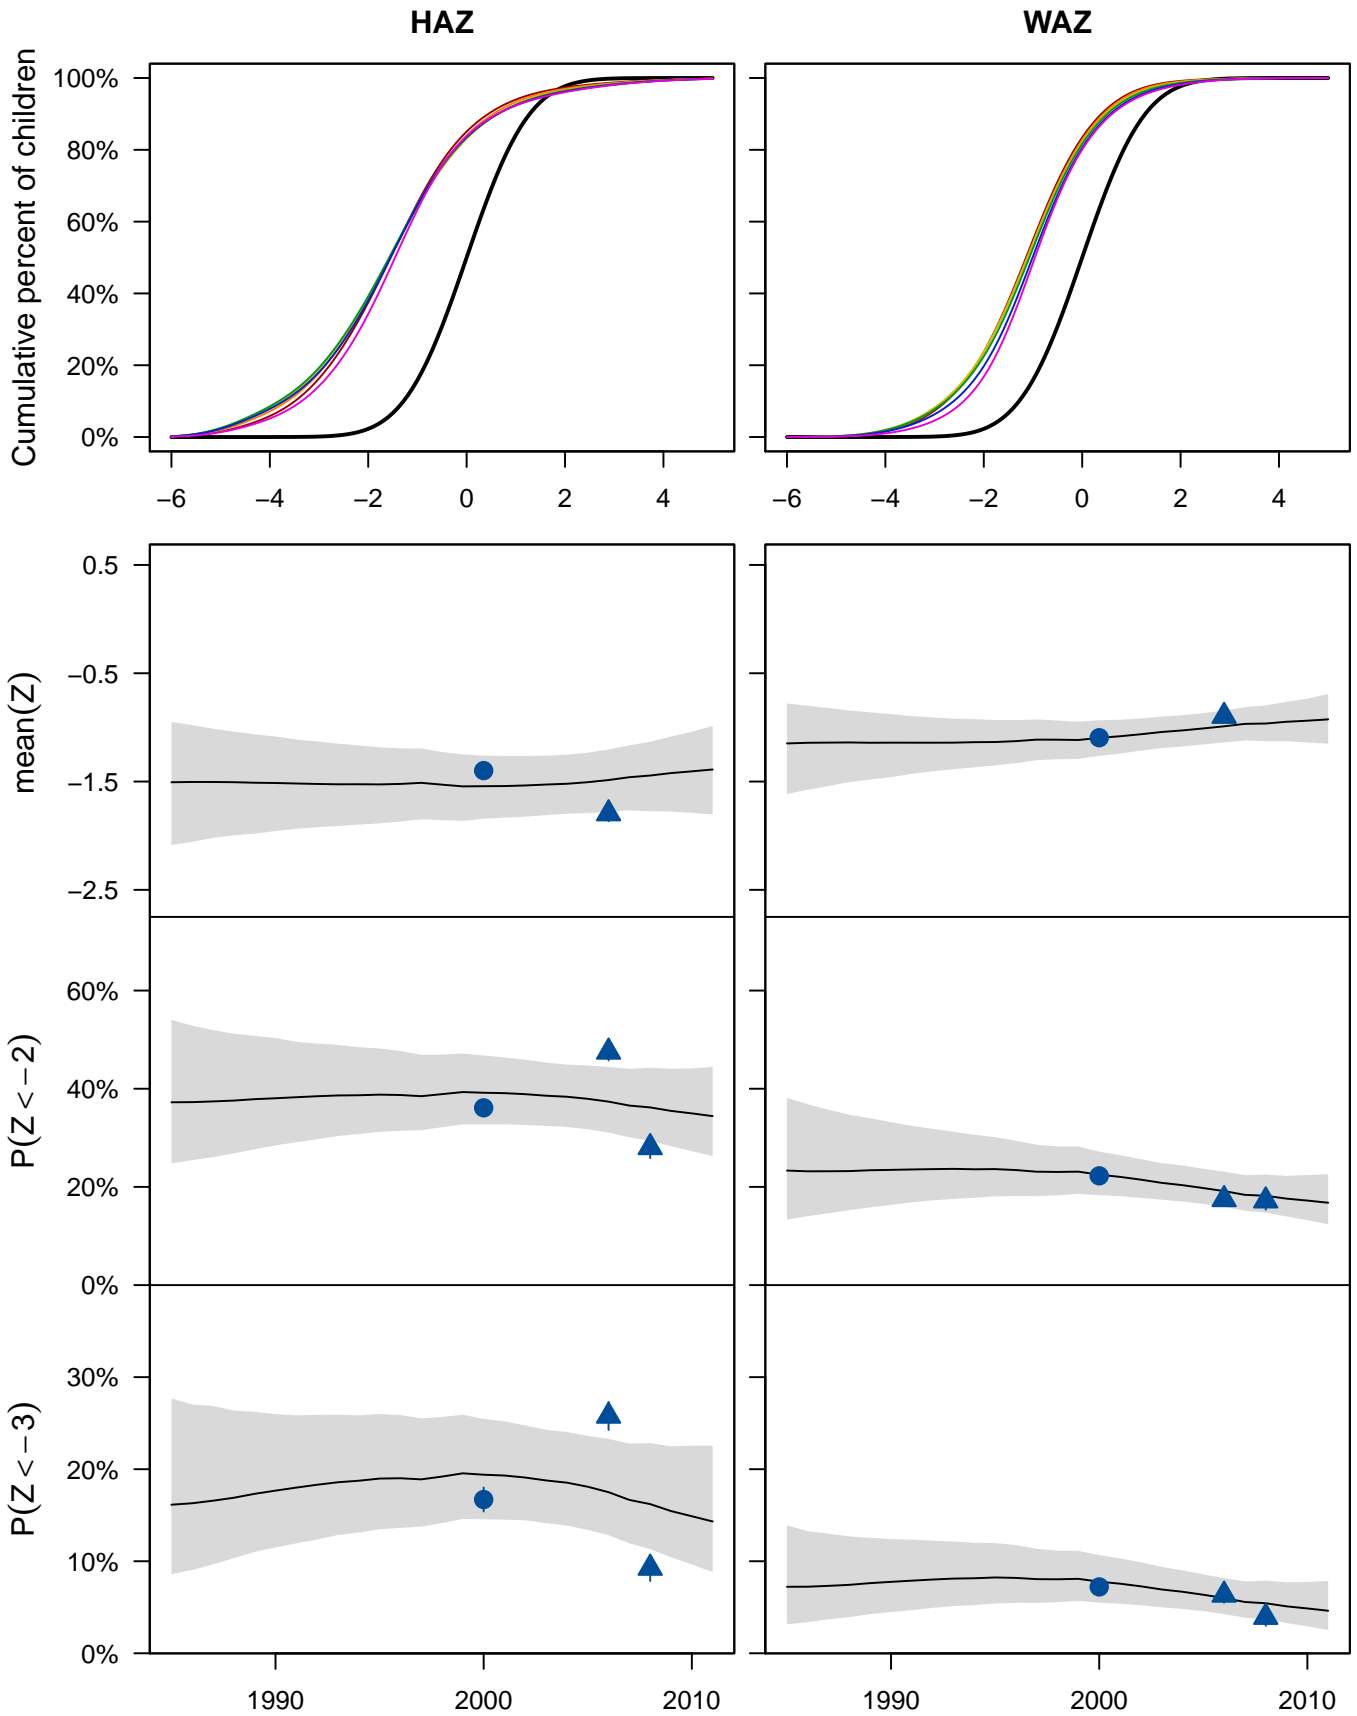 HAZ
WAZ
Cumulative percent of children
100%
80%
60%
40%
20%
0%
−6 −4 −2 0 2 4
−6 −4 −2 0 2 4
mean(Z)
0.5
−0.5
−1.5
−2.5
P(Z < −2)
60%
40%
20%
0%
P(Z < −3)
30%
20%
10%
0%
1990 2000 2010
1990 2000 2010